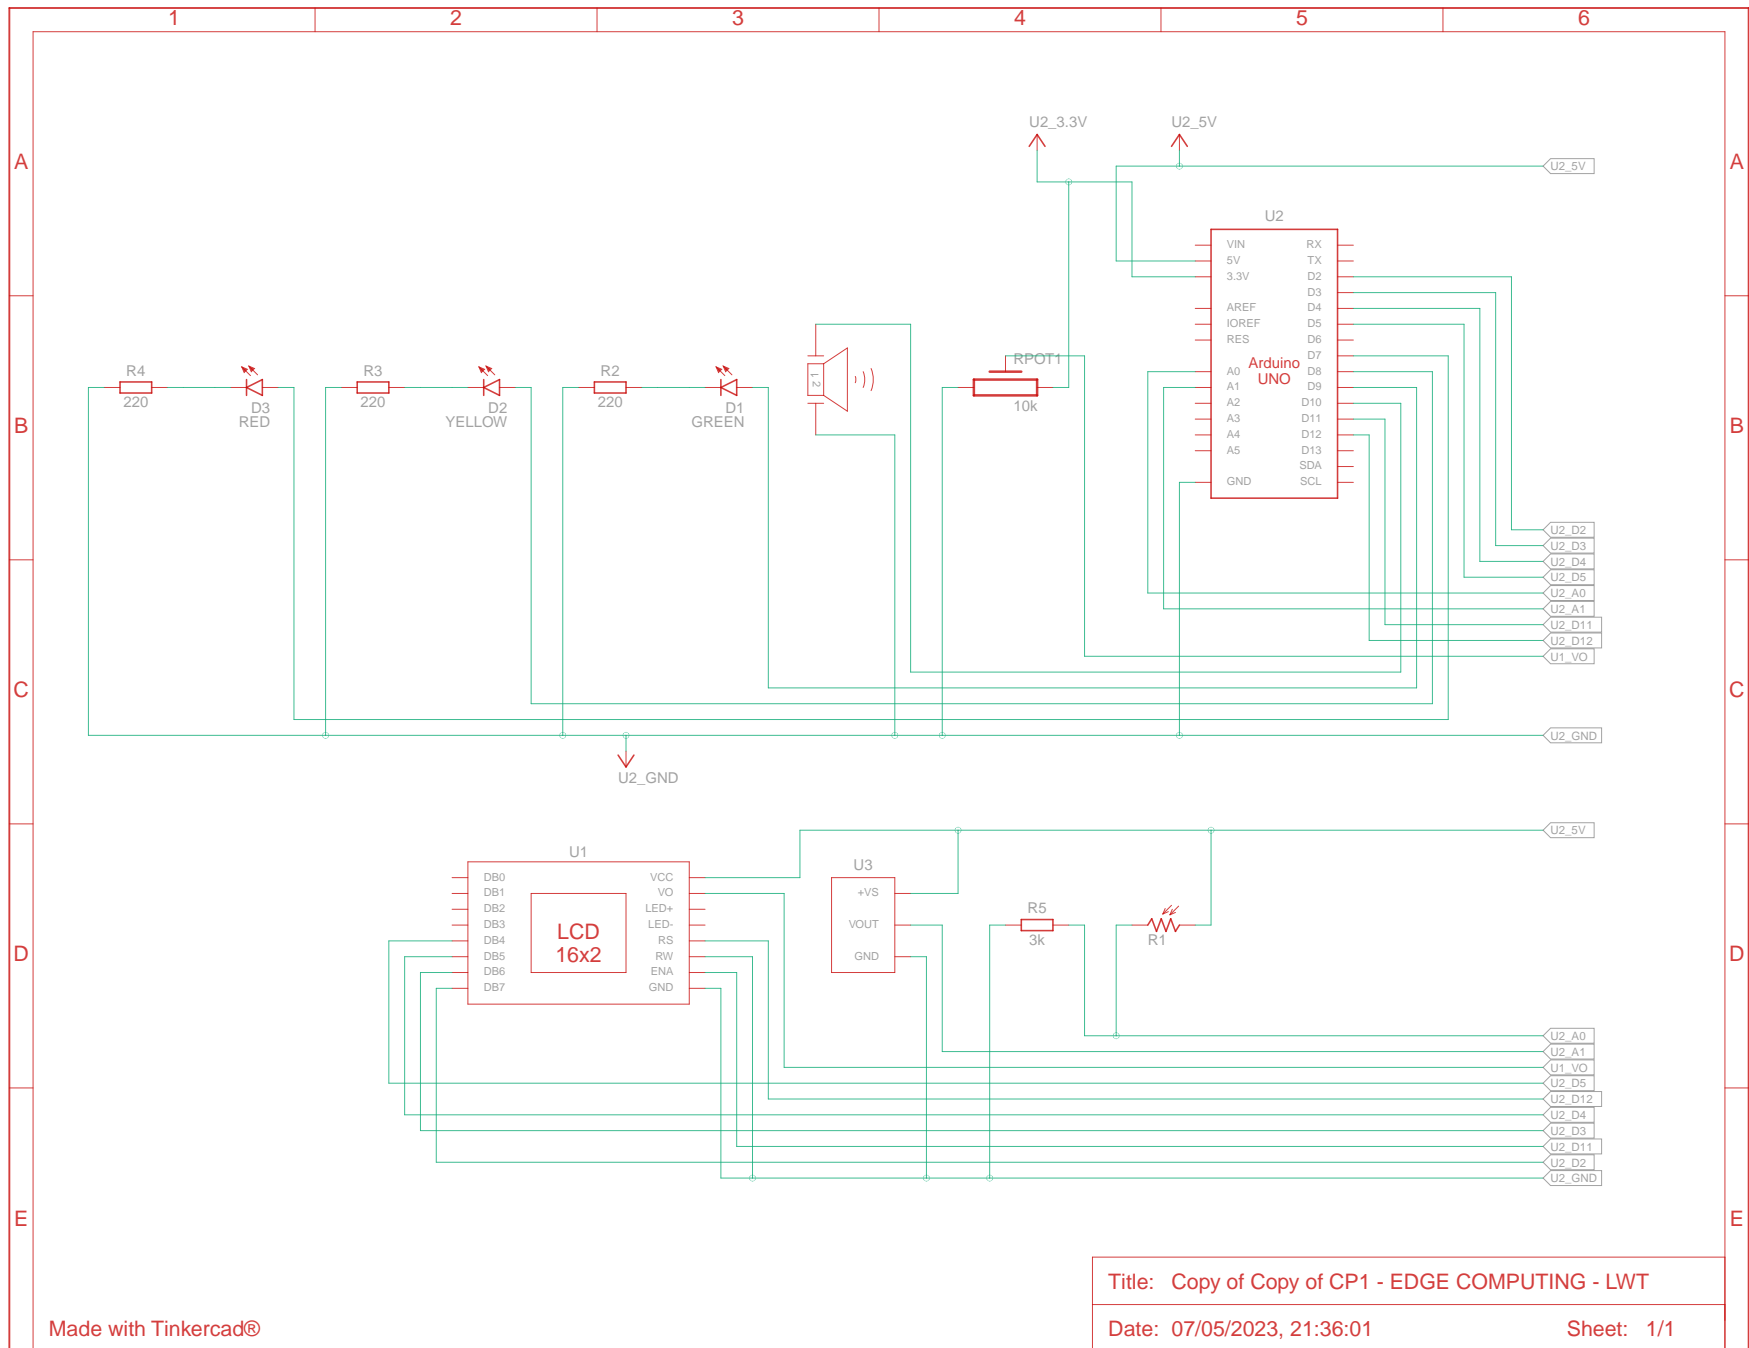 1 2 3 4 5 6
A A
B B
C C
D D
E E
U2_3.3V
U2_5V
U2_5V
U2
VIN RX
5V TX
3.3V D2
D3
AREF D4
IOREF D5
RES D6
D7
A0 D8
A1 D9
A2 D10
A3 D11
A4 D12
A5 D13
SDA
GND SCL
Arduino
UNO
R4
220
D3
RED
R3
220
D2
YELLOW
R2
220
D1
GREEN
1 2
RPOT1
10k
U2_D2
U2_D3
U2_D4
U2_D5
U2_A0
U2_A1
U2_D11
U2_D12
U1_VO
U2_GND
U2_GND
U2_5V
U1
DB0 VCC
DB1 VO
DB2 LED+
DB3 LED-
DB4 RS
DB5 RW
DB6 ENA
DB7 GND
LCD
16x2
U3
+VS
VOUT
GND
R5
3k
R1
U2_A0
U2_A1
U1_VO
U2_D5
U2_D12
U2_D4
U2_D3
U2_D11
U2_D2
U2_GND
Title: Copy of Copy of CP1 - EDGE COMPUTING - LWT
Made with Tinkercad®
Date: 07/05/2023, 21:36:01 Sheet: 1/1